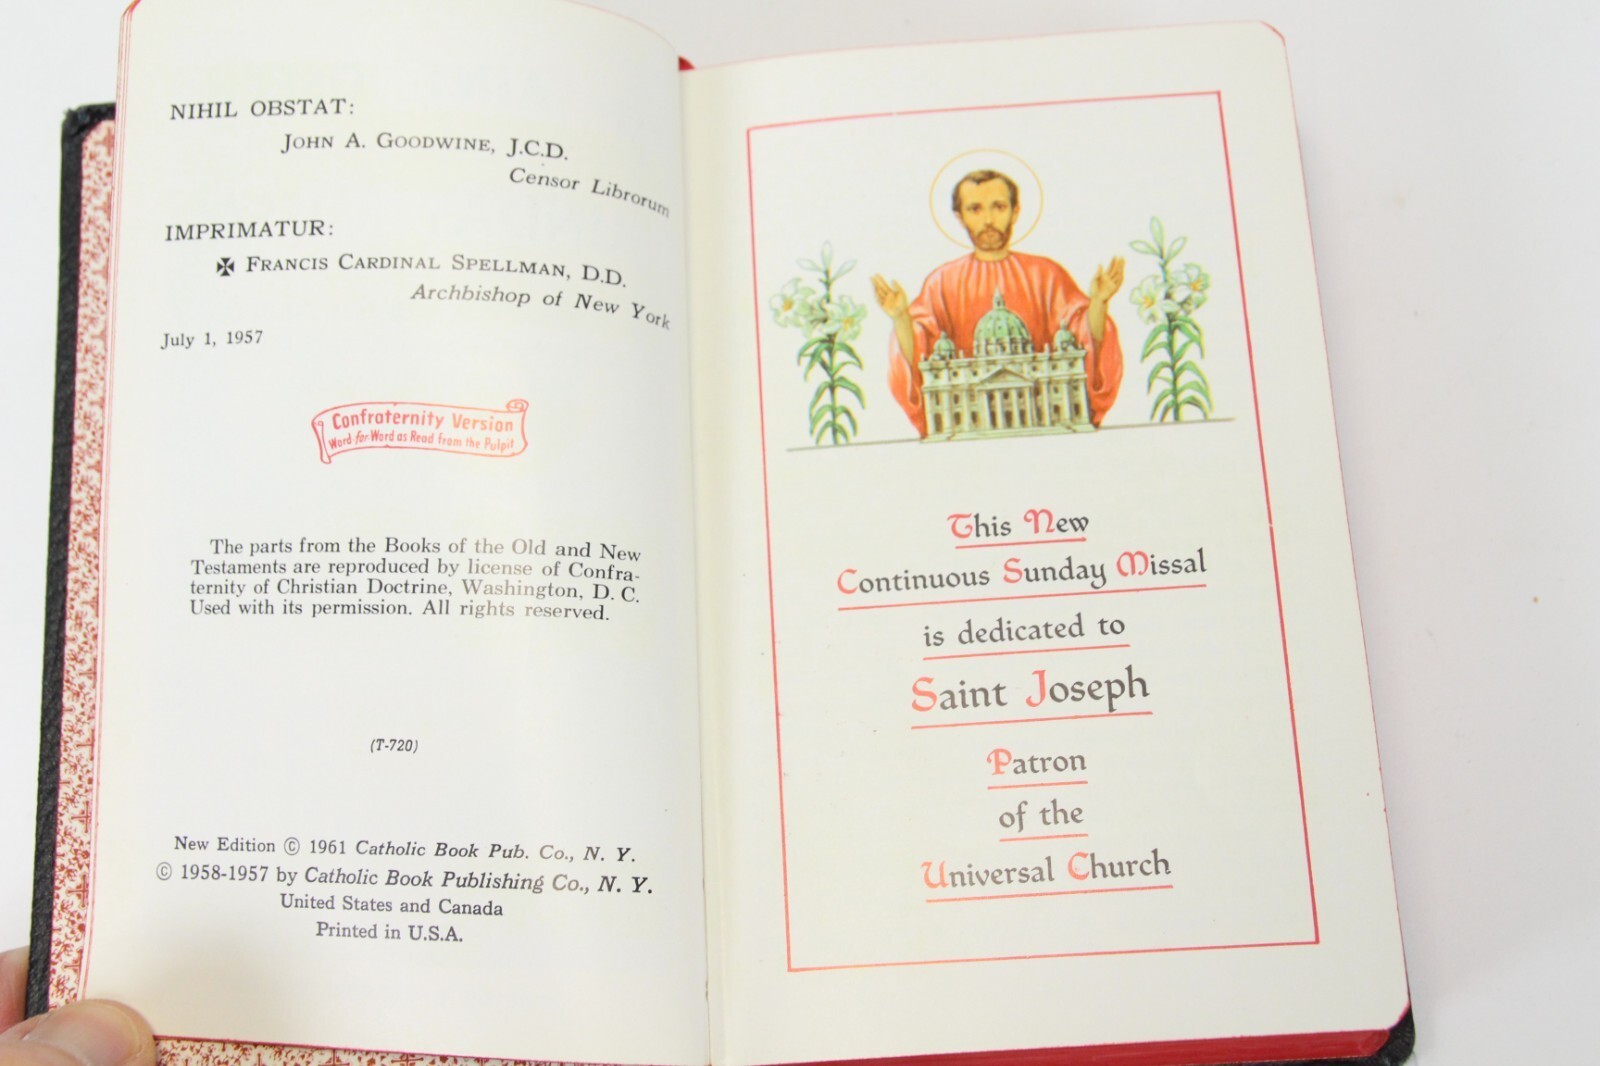 NIHIL OBSTAT:
JOHN A. GOODWINE, J.C.D.
Censor Librorum
IMPRIMATUR:
✠ FRANCIS CARDINAL SPELLMAN, D.D.
Archbishop of New York
July 1, 1957
Confraternity Version
Word for Word as Read from the Pulpit
The parts from the Books of the Old and New
Testaments are reproduced by license of Confra-
ternity of Christian Doctrine, Washington, D. C.
Used with its permission. All rights reserved.
(T-720)
New Edition © 1961 Catholic Book Pub. Co., N. Y.
© 1958-1957 by Catholic Book Publishing Co., N. Y.
United States and Canada
Printed in U.S.A.
This New
Continuous Sunday Missal
is dedicated to
Saint Joseph
Patron
of the
Universal Church